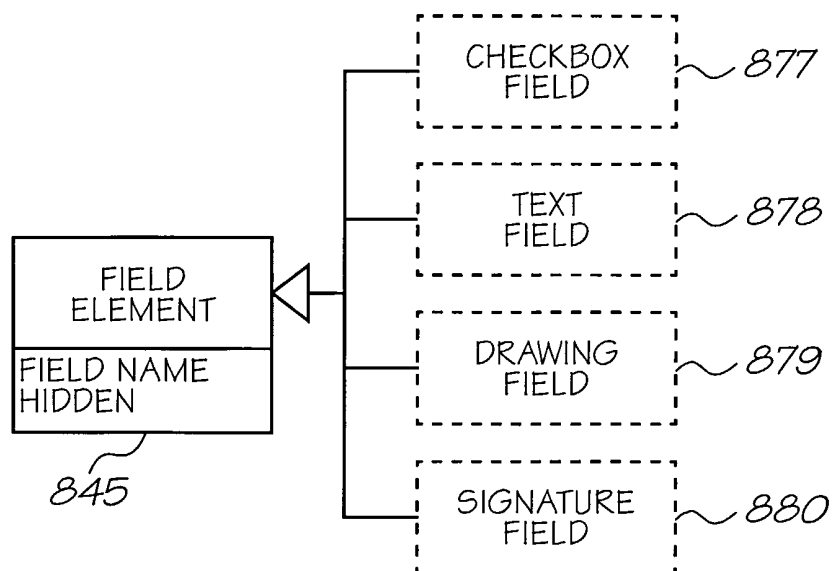 CHECKBOX
FIELD
877
TEXT
FIELD
878
FIELD
ELEMENT
FIELD NAME
HIDDEN
845
DRAWING
FIELD
879
SIGNATURE
FIELD
880